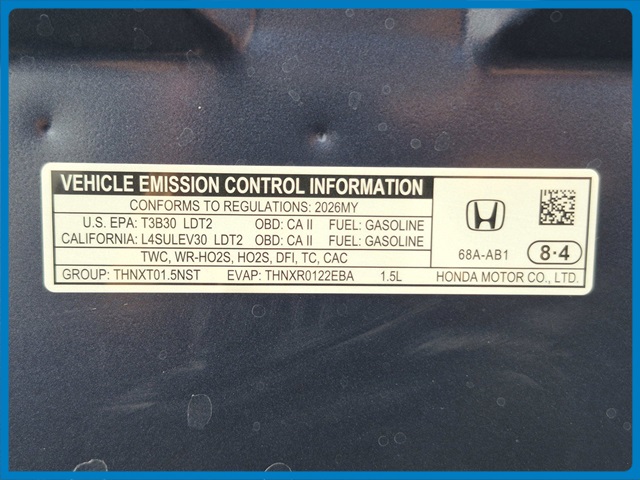 VEHICLE EMISSION CONTROL INFORMATION
CONFORMS TO REGULATIONS: 2026MY
U.S. EPA: T3B30 LDT2 OBD: CA II FUEL: GASOLINE
CALIFORNIA: L4SULEV30 LDT2 OBD: CA II FUEL: GASOLINE
TWC, WR-HO2S, HO2S, DFI, TC, CAC
GROUP: THNXT01.5NST EVAP: THNXR0122EBA 1.5L
68A-AB1 8·4
HONDA MOTOR CO., LTD.